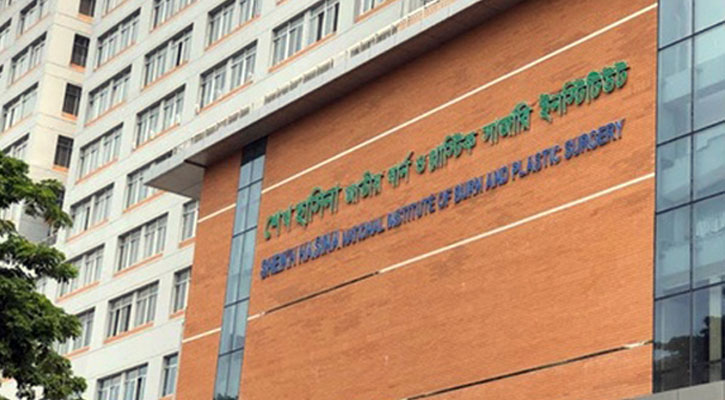 শেখ হাসিনা জাতীয় বার্ন ও প্লাস্টিক সার্জারি ইনস্টিটিউট
SHEIKH HASINA NATIONAL INSTITUTE OF BURN AND PLASTIC SURGERY